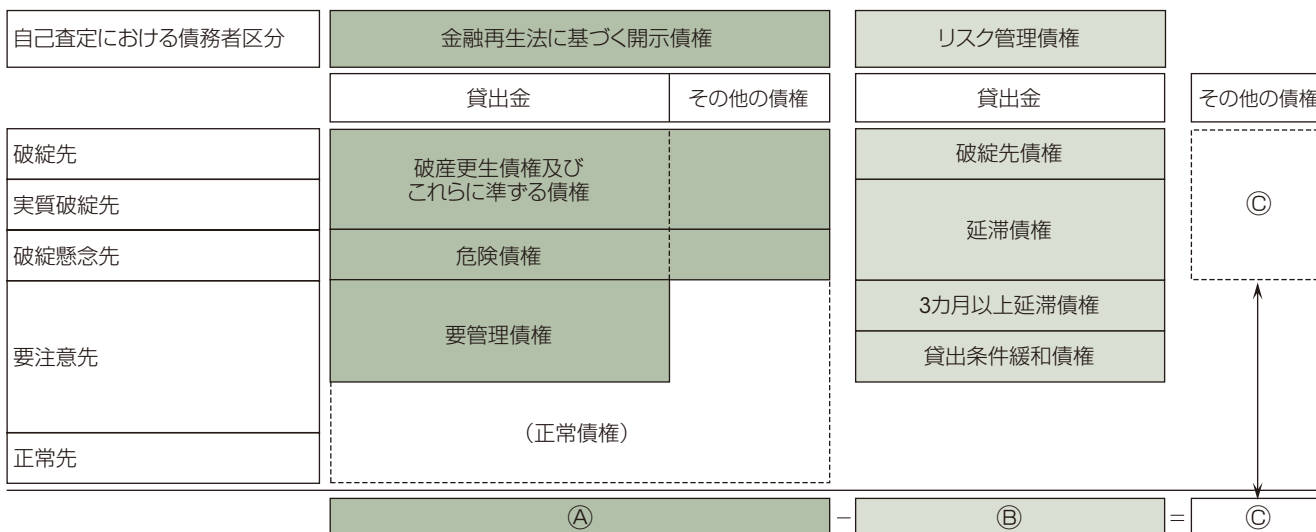 自己査定における債務者区分
金融再生法に基づく開示債権
リスク管理債権
貸出金
その他の債権
貸出金
その他の債権
破綻先
実質破綻先
破綻懸念先
要注意先
正常先
破産更生債権及び
これらに準ずる債権
危険債権
要管理債権
（正常債権）
破綻先債権
延滞債権
3カ月以上延滞債権
貸出条件緩和債権
Ⓒ
Ⓐ − Ⓑ = Ⓒ